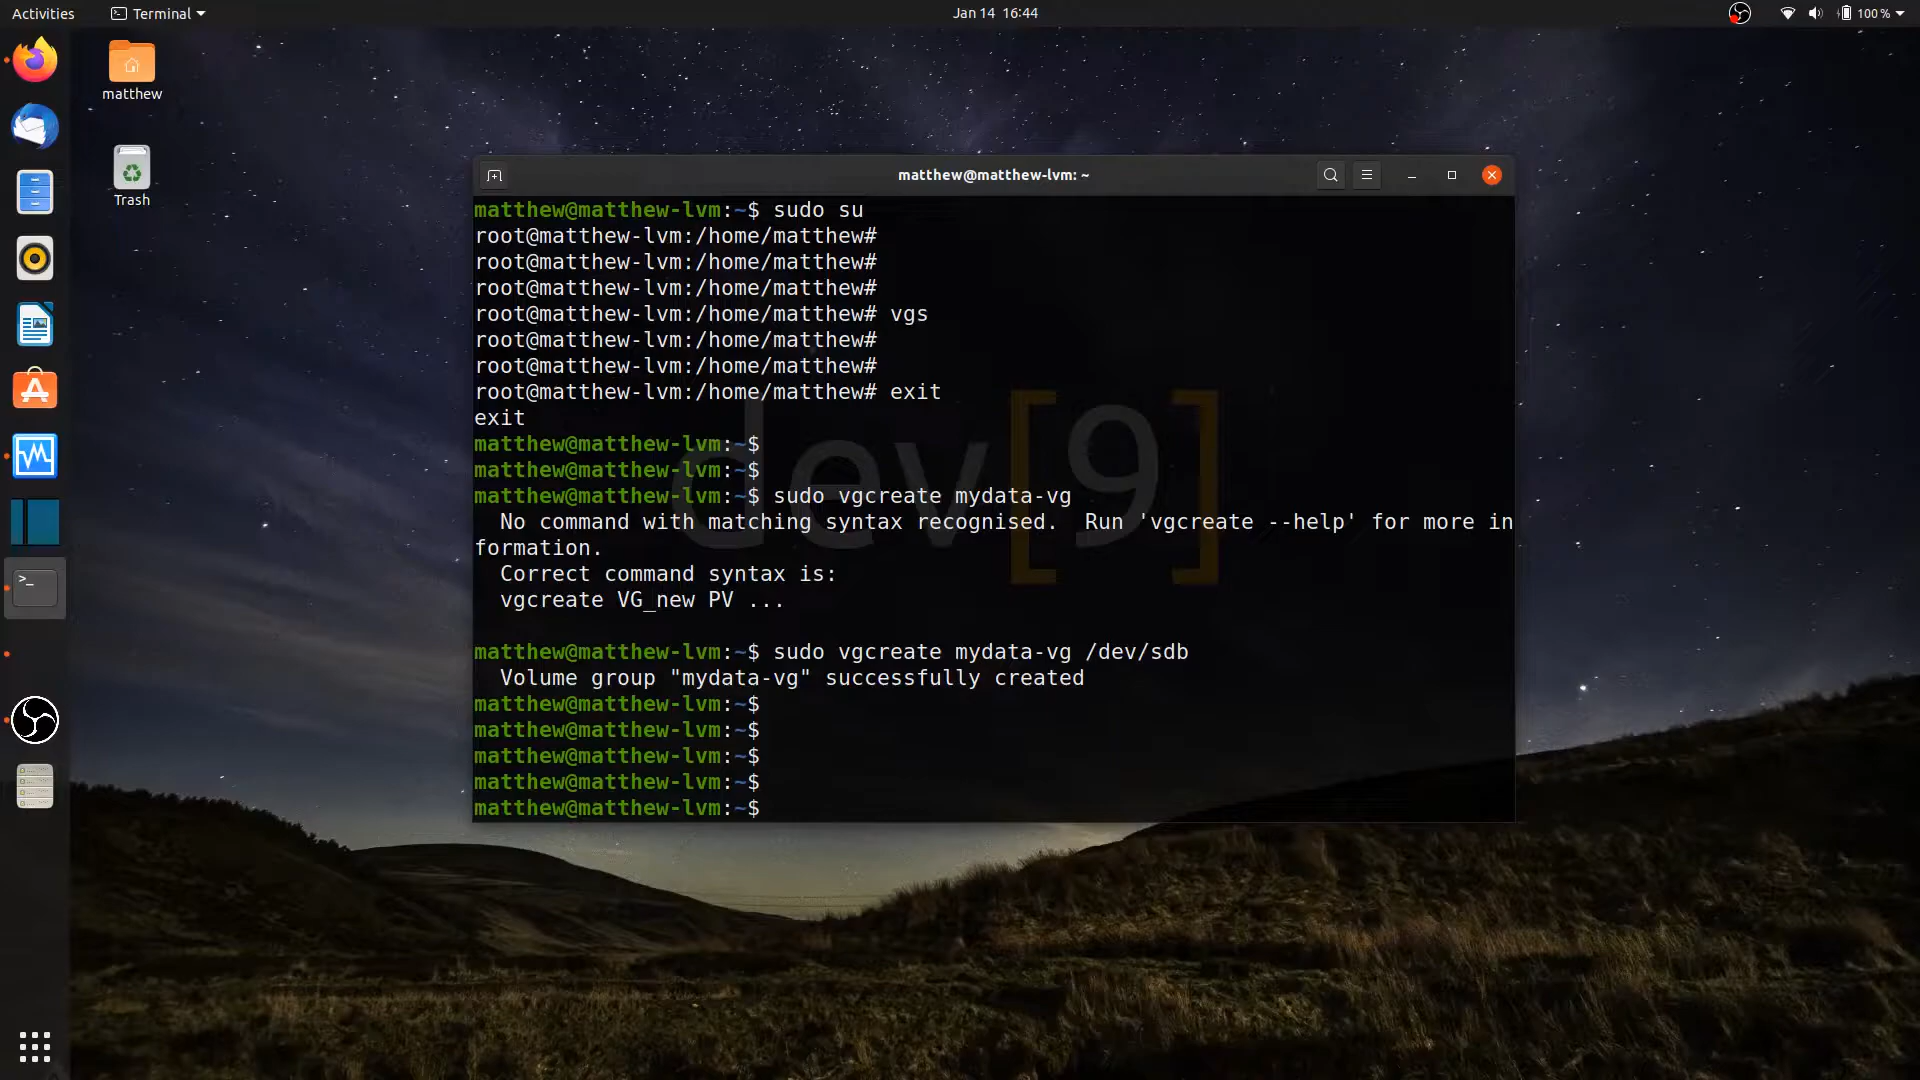 Activities
Terminal
Jan 14 16:44
100 %
matthew
Trash
matthew@matthew-lvm: ~
matthew@matthew-lvm:~$ sudo su
root@matthew-lvm:/home/matthew#
root@matthew-lvm:/home/matthew#
root@matthew-lvm:/home/matthew#
root@matthew-lvm:/home/matthew# vgs
root@matthew-lvm:/home/matthew#
root@matthew-lvm:/home/matthew#
root@matthew-lvm:/home/matthew# exit
exit
matthew@matthew-lvm:~$
matthew@matthew-lvm:~$
matthew@matthew-lvm:~$ sudo vgcreate mydata-vg
No command with matching syntax recognised.  Run 'vgcreate --help' for more in
formation.
Correct command syntax is:
vgcreate VG_new PV ...
matthew@matthew-lvm:~$ sudo vgcreate mydata-vg /dev/sdb
Volume group "mydata-vg" successfully created
matthew@matthew-lvm:~$
matthew@matthew-lvm:~$
matthew@matthew-lvm:~$
matthew@matthew-lvm:~$
matthew@matthew-lvm:~$
dev[9]